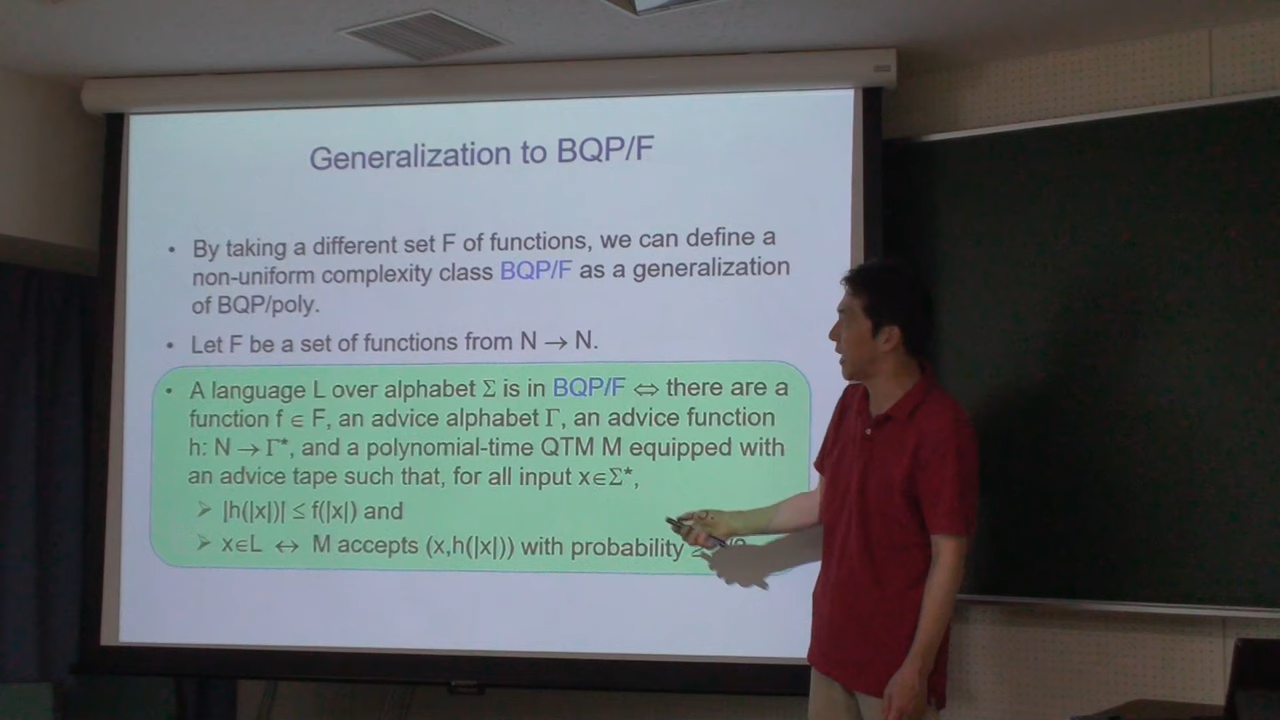 Generalization to BQP/F
• By taking a different set F of functions, we can define a
non-uniform complexity class BQP/F as a generalization
of BQP/poly.
• Let F be a set of functions from N → N.
• A language L over alphabet Σ is in BQP/F ⇔ there are a
function f ∈ F, an advice alphabet Γ, an advice function
h: N → Γ*, and a polynomial-time QTM M equipped with
an advice tape such that, for all input x∈Σ*,
➢ |h(|x|)| ≤ f(|x|) and
➢ x∈L ↔ M accepts (x,h(|x|)) with probability ≥